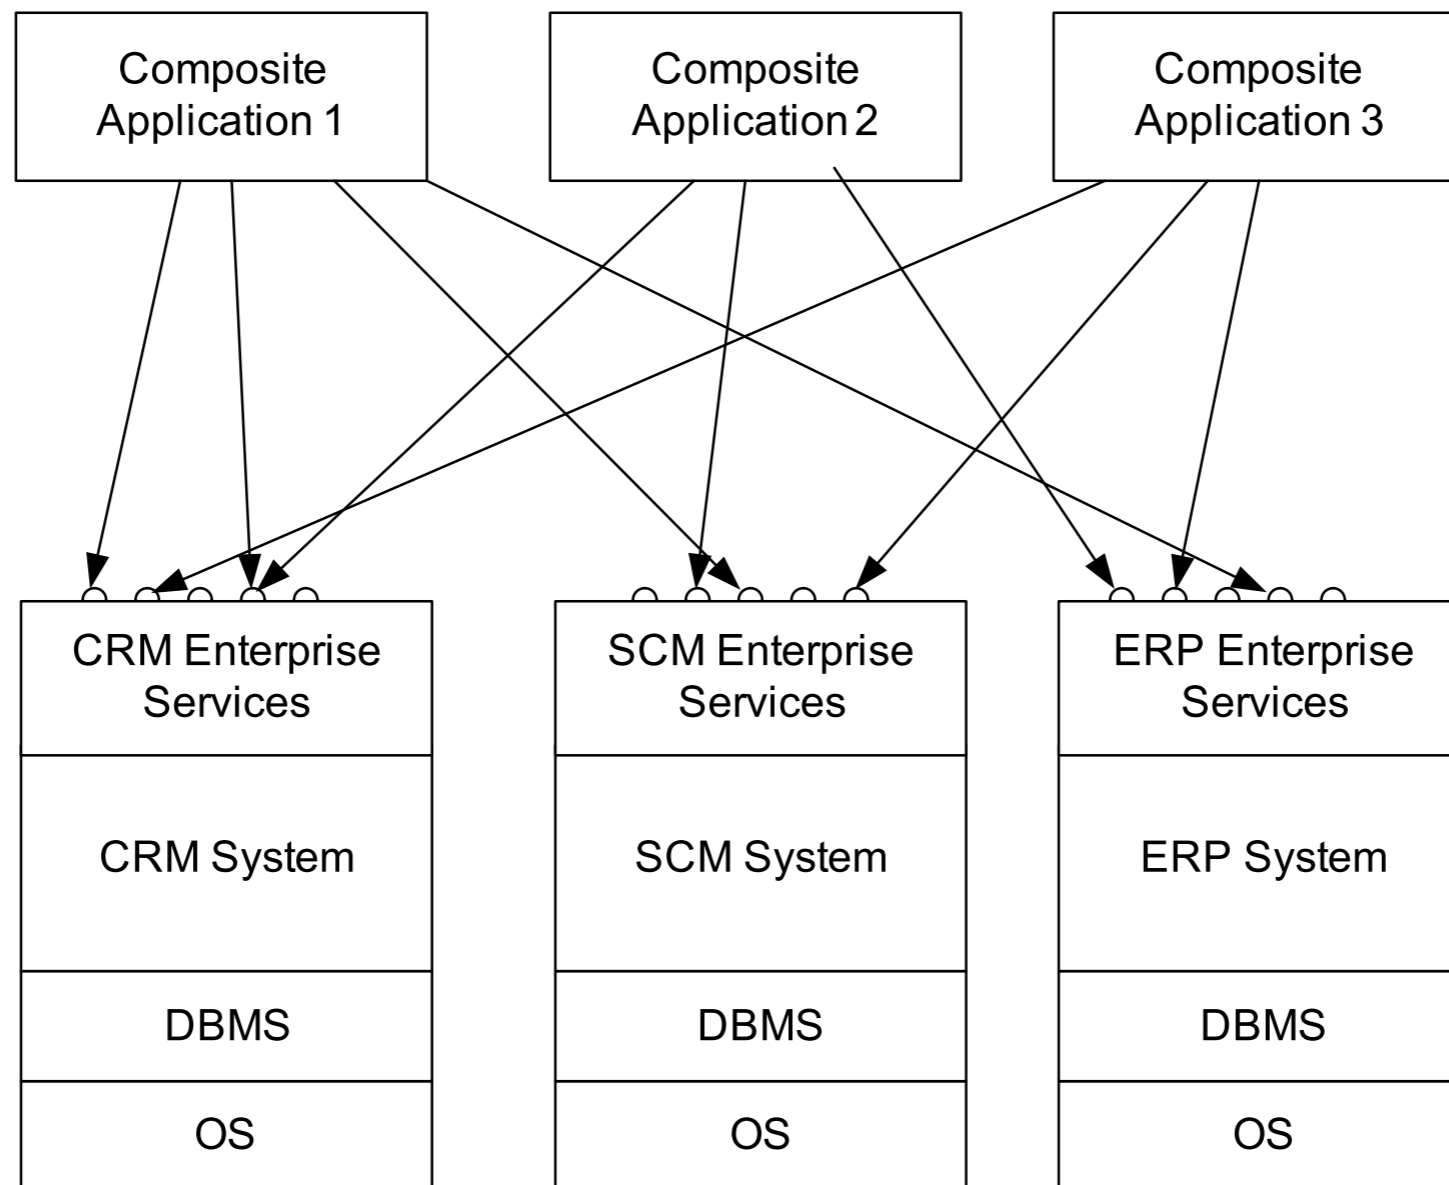 Composite
Application 1
Composite
Application 2
Composite
Application 3
CRM Enterprise
Services
SCM Enterprise
Services
ERP Enterprise
Services
CRM System
SCM System
ERP System
DBMS
DBMS
DBMS
OS
OS
OS